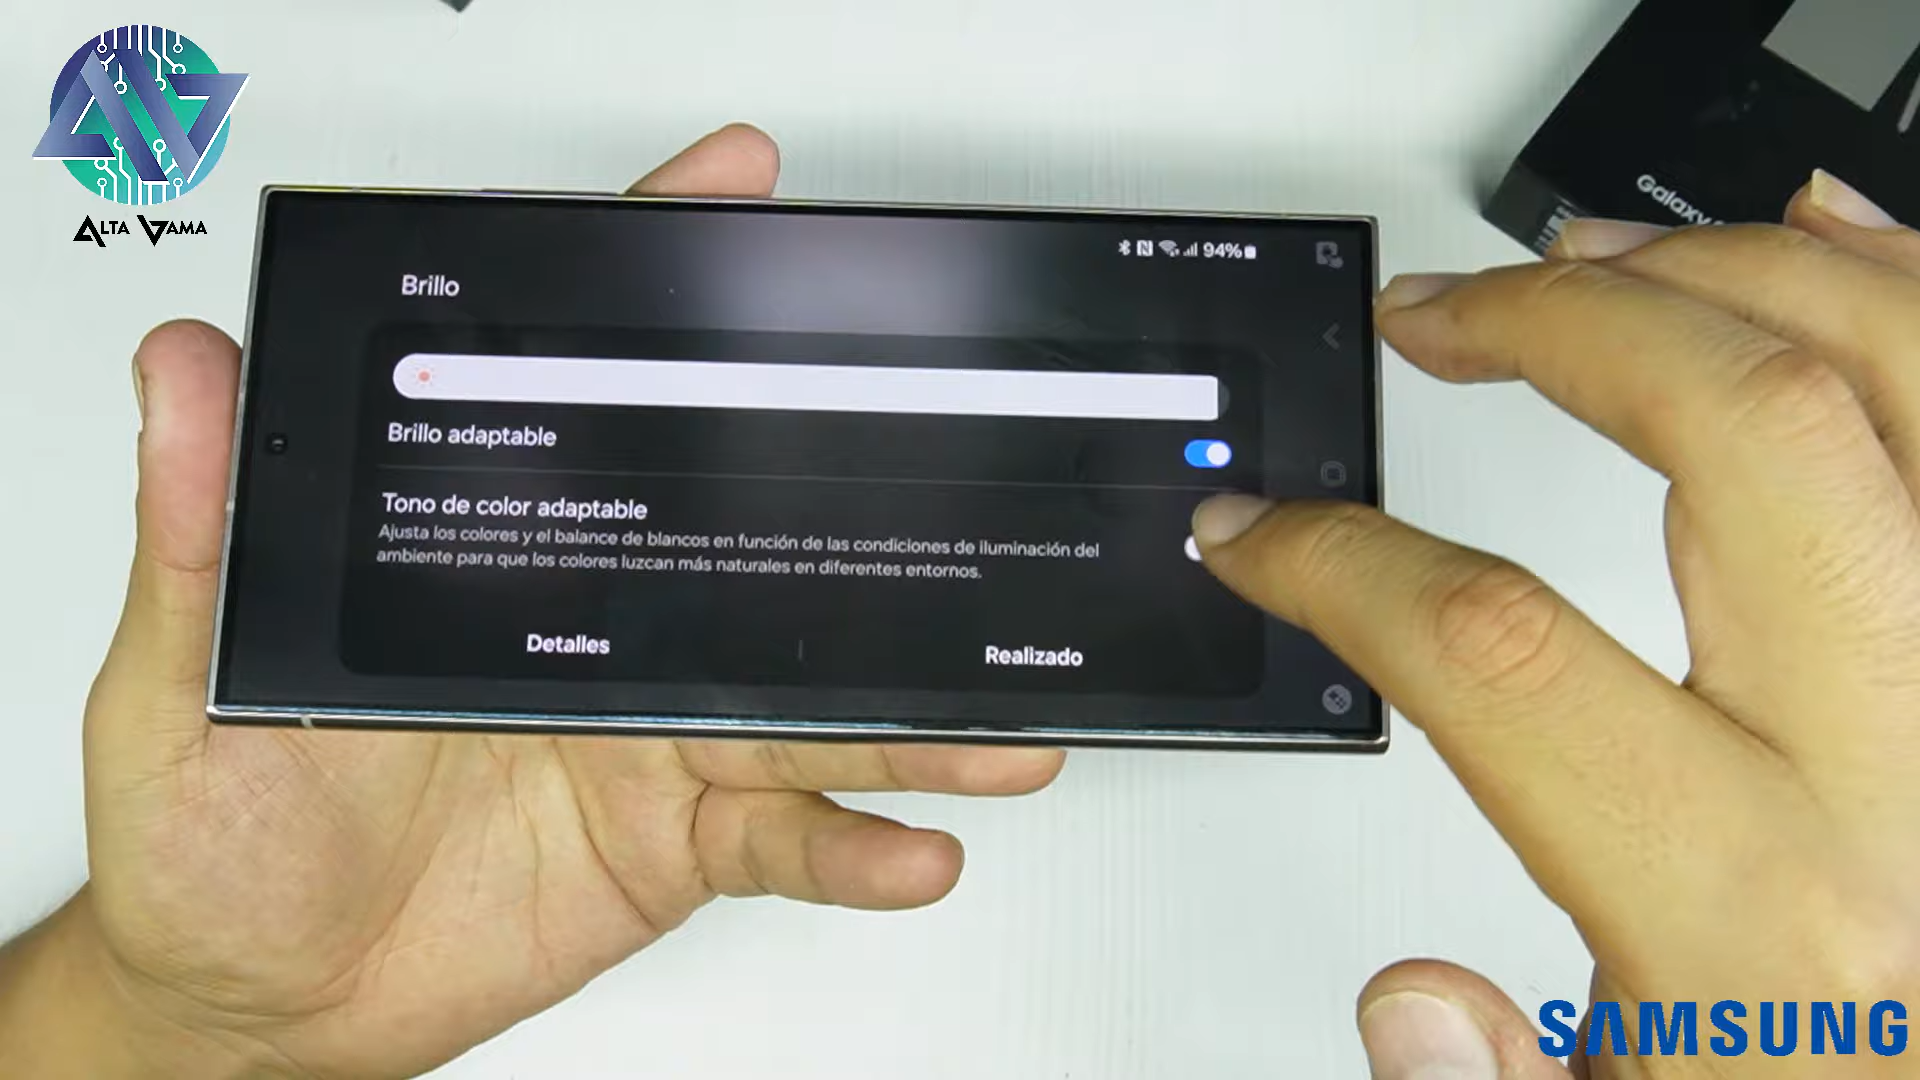 ALTA GAMA
94%
Brillo
Brillo adaptable
Tono de color adaptable
Ajusta los colores y el balance de blancos en función de las condiciones de iluminación del
ambiente para que los colores luzcan más naturales en diferentes entornos.
Detalles
Realizado
Galaxy
SAMSUNG